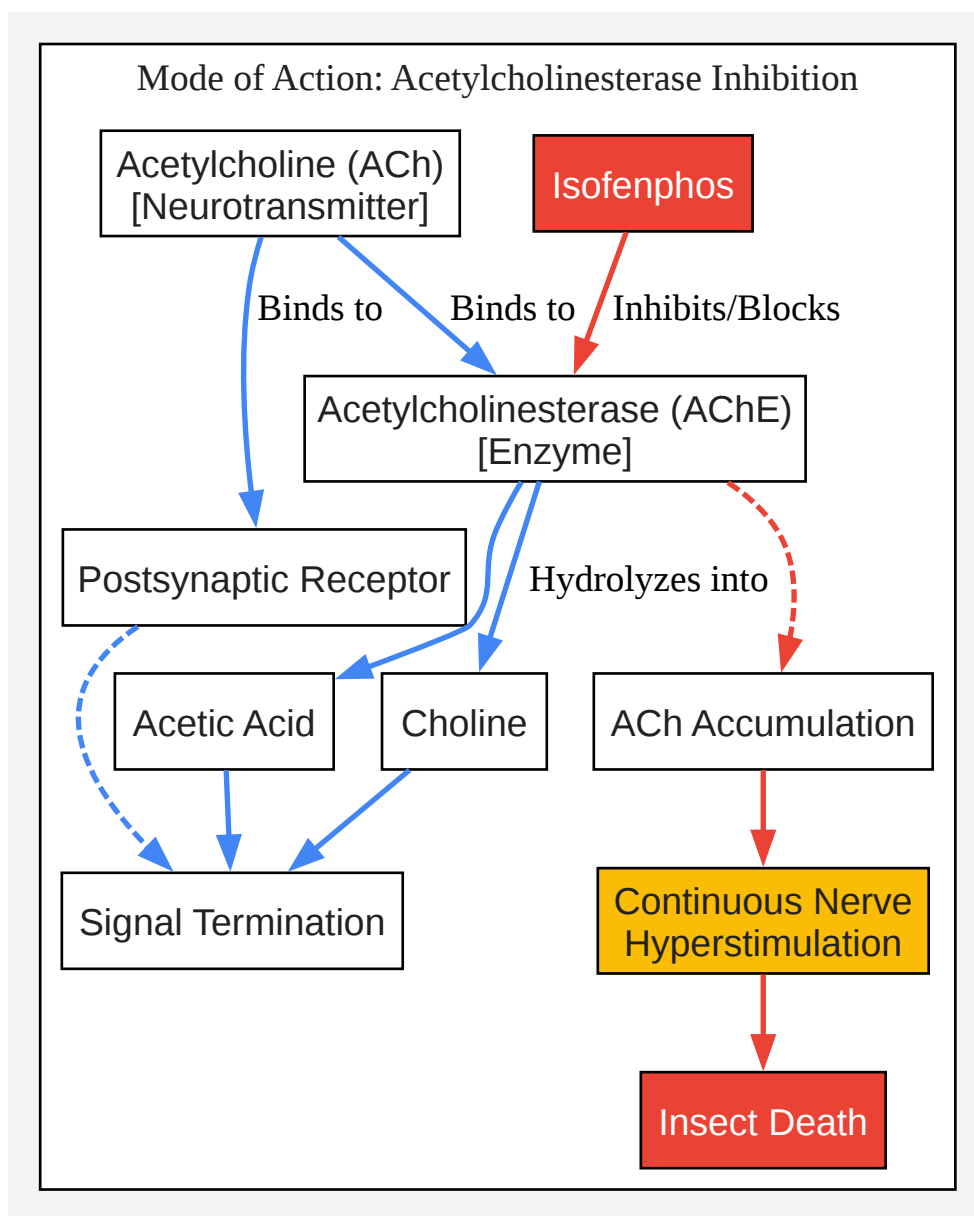 Mode of Action: Acetylcholinesterase Inhibition
Acetylcholine (ACh)
[Neurotransmitter]
Isofenphos
Binds to
Binds to
Inhibits/Blocks
Acetylcholinesterase (AChE)
[Enzyme]
Postsynaptic Receptor
Hydrolyzes into
Acetic Acid
Choline
ACh Accumulation
Signal Termination
Continuous Nerve
Hyperstimulation
Insect Death